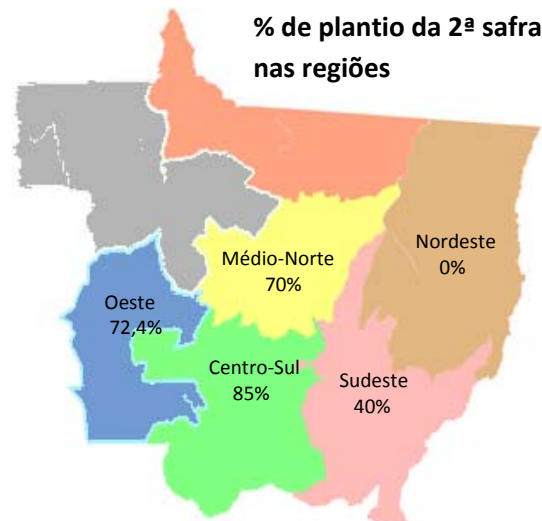 % de plantio da 2ª safra
nas regiões
Nordeste
0%
Médio-Norte
70%
Oeste
72,4%
Centro-Sul
85%
Sudeste
40%